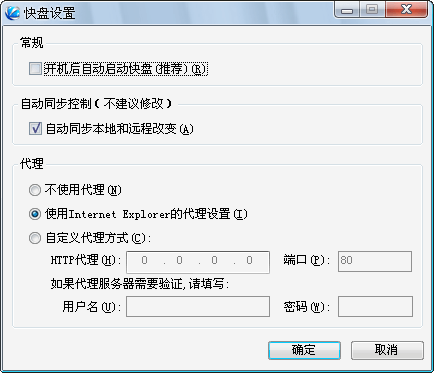 快盘设置
常规
开机后自动启动快盘(推荐)(R)
自动同步控制(不建议修改)
自动同步本地和远程改变(A)
代理
不使用代理(N)
使用Internet Explorer的代理设置(I)
自定义代理方式(C):
HTTP代理(H): 0 . 0 . 0 . 0 端口(P): 80
如果代理服务器需要验证,请填写:
用户名(U): 密码(W):
确定 取消